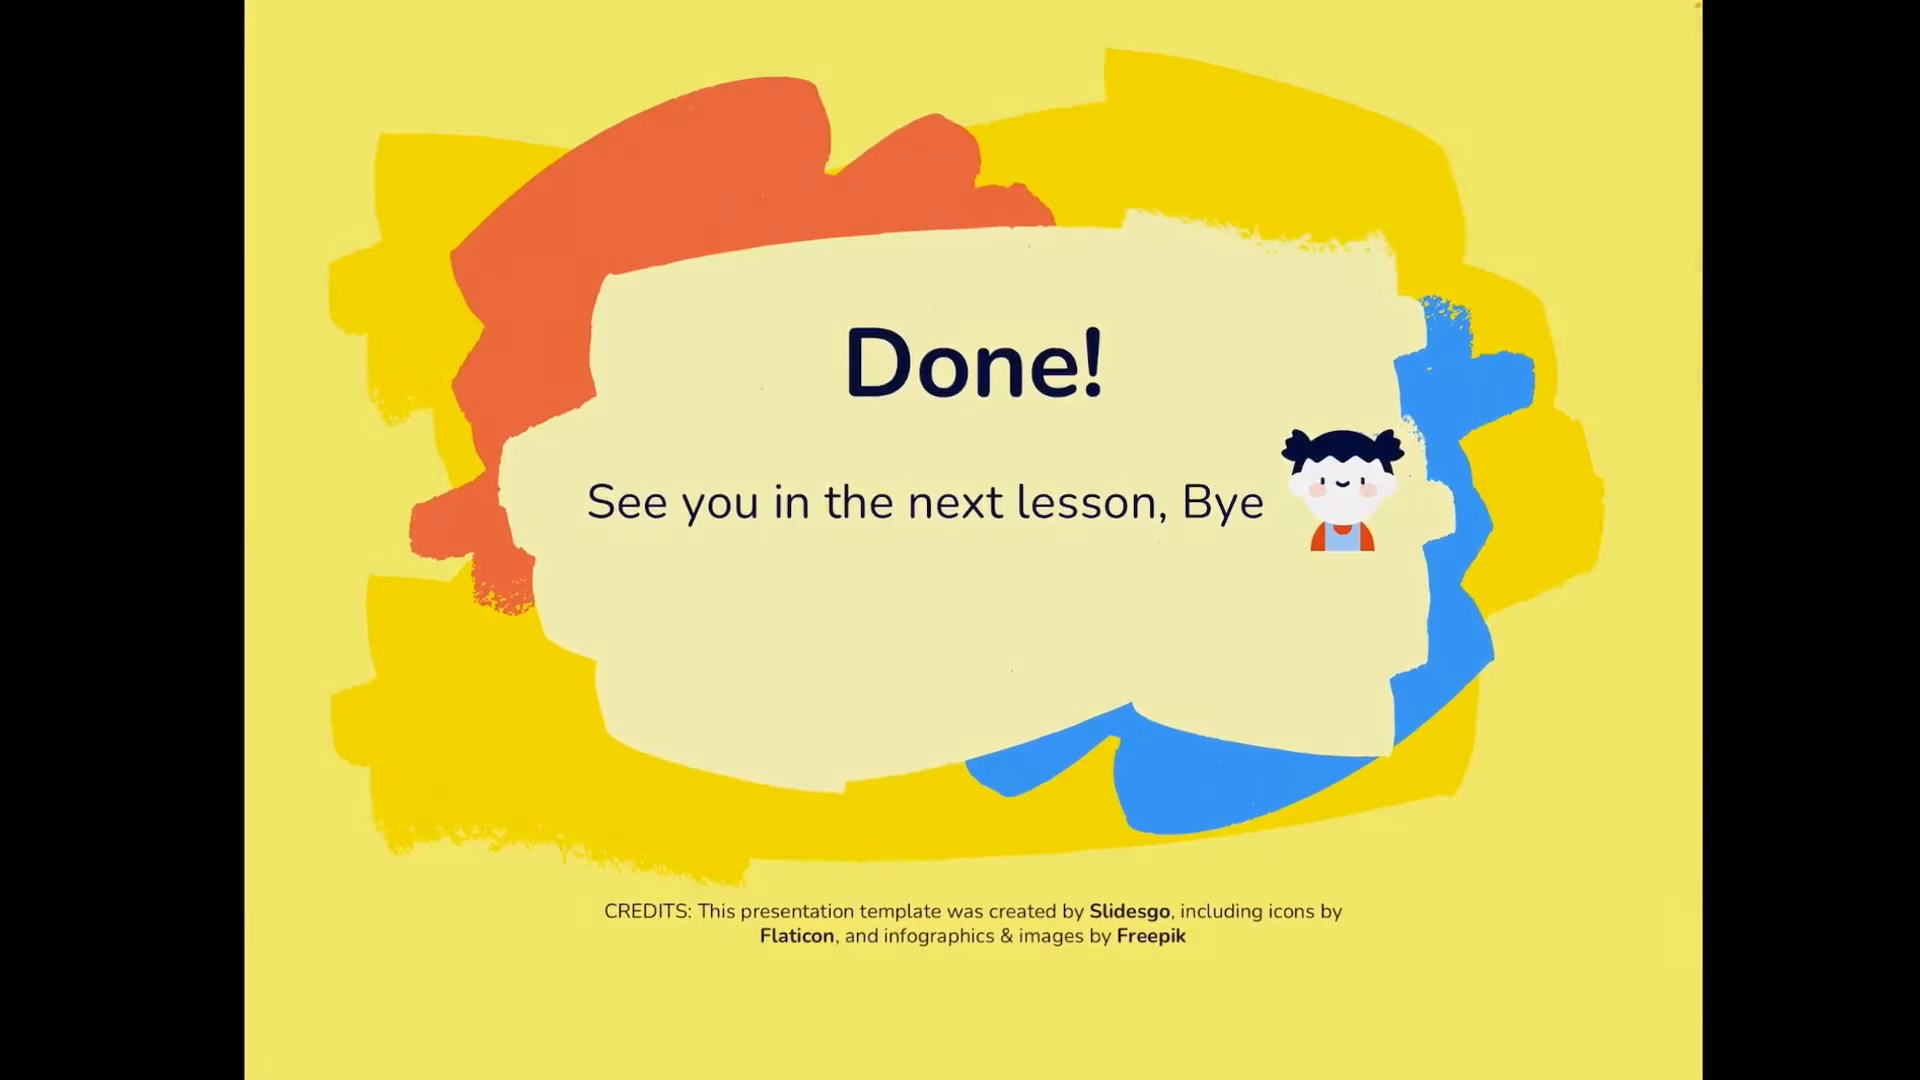 Done!
See you in the next lesson, Bye
CREDITS: This presentation template was created by Slidesgo, including icons by
Flaticon, and infographics & images by Freepik